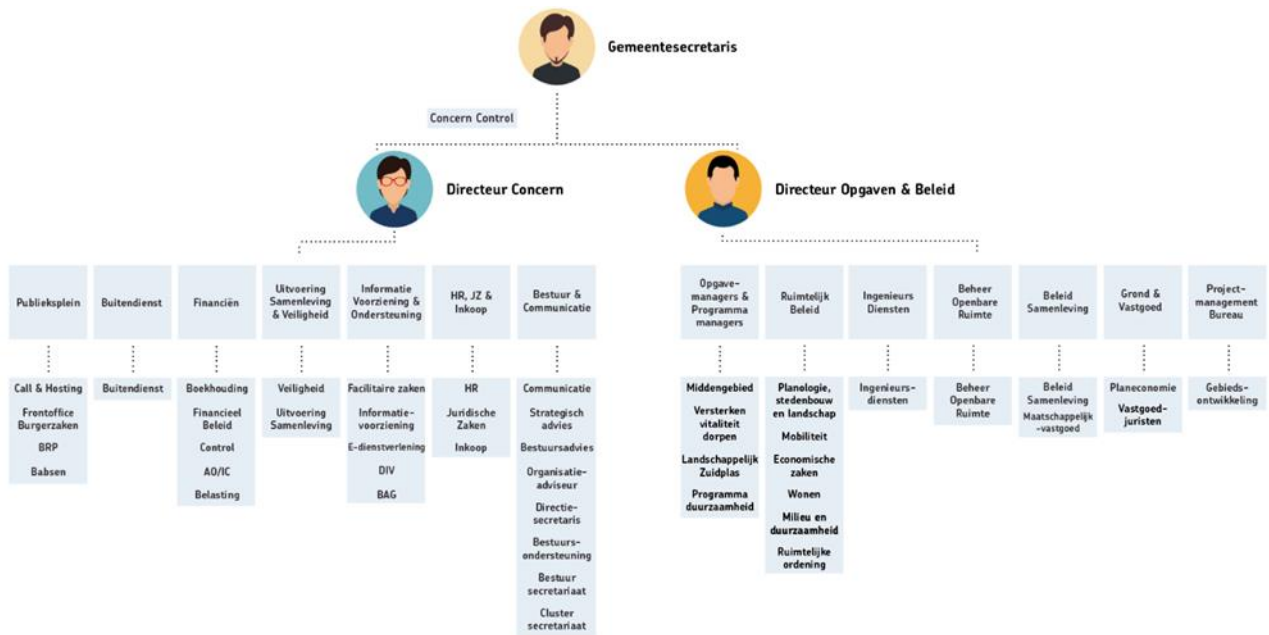 Gemeentesecretaris
Concern Control
Directeur Concern
Directeur Opgaven & Beleid
Publieksplein
Buitendienst
Financiën
Uitvoering
Samenleving
& Veiligheid
Informatie
Voorziening &
Ondersteuning
HR, JZ &
Inkoop
Bestuur &
Communicatie
Opgave-
managers &
Programma
managers
Ruimtelijk
Beleid
Ingenieurs
Diensten
Beheer
Openbare
Ruimte
Beleid
Samenleving
Grond &
Vastgoed
Project-
management
Bureau
Call & Hosting
Frontoffice
Burgerzaken
BRP
Babsen
Buitendienst
Boekhouding
Financieel
Beleid
Control
AO/IC
Belasting
Veiligheid
Uitvoering
Samenleving
Facilitaire zaken
Informatie-
voorziening
E-dienstverlening
DIV
BAG
HR
Juridische
Zaken
Inkoop
Communicatie
Strategisch
advies
Bestuursadvies
Organisatie-
adviseur
Directie-
secretaris
Bestuurs-
ondersteuning
Bestuur
secretariaat
Cluster
secretariaat
Middengebied
Versterken
vitaliteit
dorpen
Landschappelijk
Zuidplas
Programma
duurzaamheid
Planologie,
stedenbouw
en landschap
Mobiliteit
Economische
zaken
Wonen
Milieu en
duurzaamheid
Ruimtelijke
ordening
Ingenieurs-
diensten
Beheer
Openbare
Ruimte
Beleid
Samenleving
Maatschappelijk
-vastgoed
Planeconomie
Vastgoed-
juristen
Gebieds-
ontwikkeling